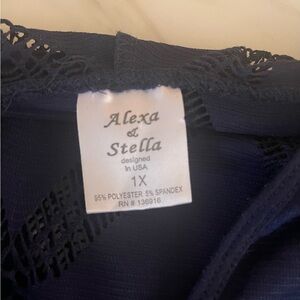 Alexa
&
Stella
designed
In USA
1X
95% POLYESTER 5% SPANDEX
RN # 136916